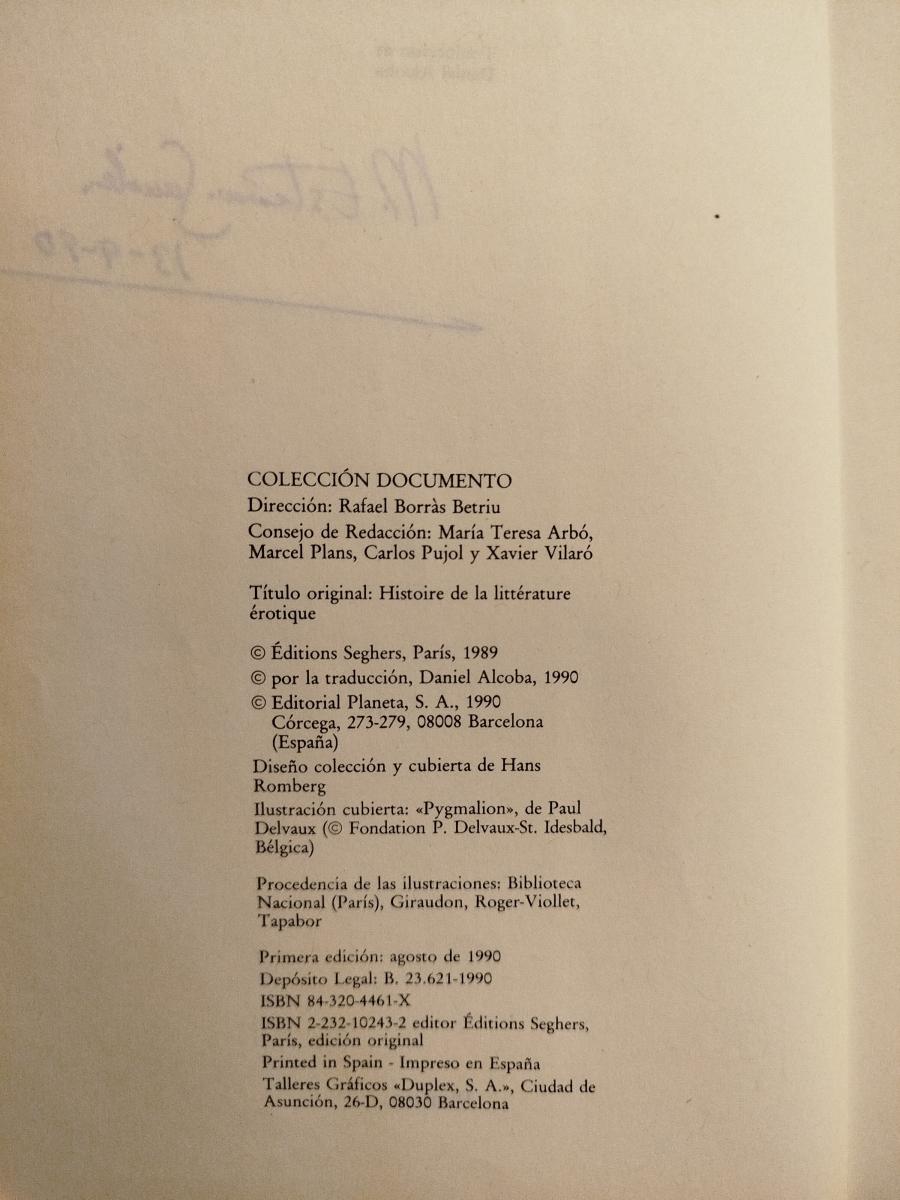 COLECCIÓN DOCUMENTO
Dirección: Rafael Borràs Betriu
Consejo de Redacción: María Teresa Arbó,
Marcel Plans, Carlos Pujol y Xavier Vilaró
Título original: Histoire de la littérature
érotique
© Éditions Seghers, París, 1989
© por la traducción, Daniel Alcoba, 1990
© Editorial Planeta, S. A., 1990
Córcega, 273-279, 08008 Barcelona
(España)
Diseño colección y cubierta de Hans
Romberg
Ilustración cubierta: «Pygmalion», de Paul
Delvaux (© Fondation P. Delvaux-St. Idesbald,
Bélgica)
Procedencia de las ilustraciones: Biblioteca
Nacional (París), Giraudon, Roger-Viollet,
Tapabor
Primera edición: agosto de 1990
Depósito Legal: B. 23.621-1990
ISBN 84-320-4461-X
ISBN 2-232-10243-2 editor Éditions Seghers,
París, edición original
Printed in Spain - Impreso en España
Talleres Gráficos «Duplex, S. A.», Ciudad de
Asunción, 26-D, 08030 Barcelona